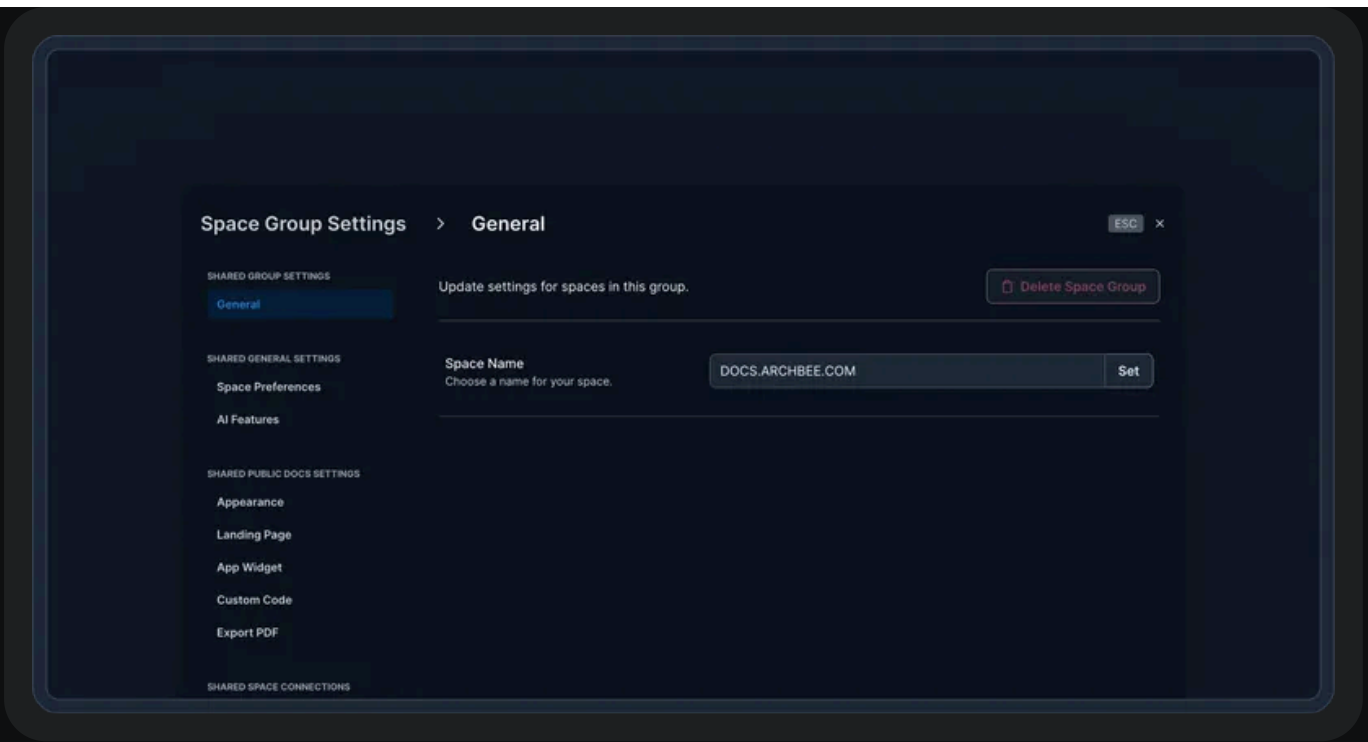 Space Group Settings > General
ESC ×
SHARED GROUP SETTINGS
General
Update settings for spaces in this group.
Delete Space Group
SHARED GENERAL SETTINGS
Space Preferences
AI Features
Space Name
Choose a name for your space.
DOCS.ARCHBEE.COM
Set
SHARED PUBLIC DOCS SETTINGS
Appearance
Landing Page
App Widget
Custom Code
Export PDF
SHARED SPACE CONNECTIONS